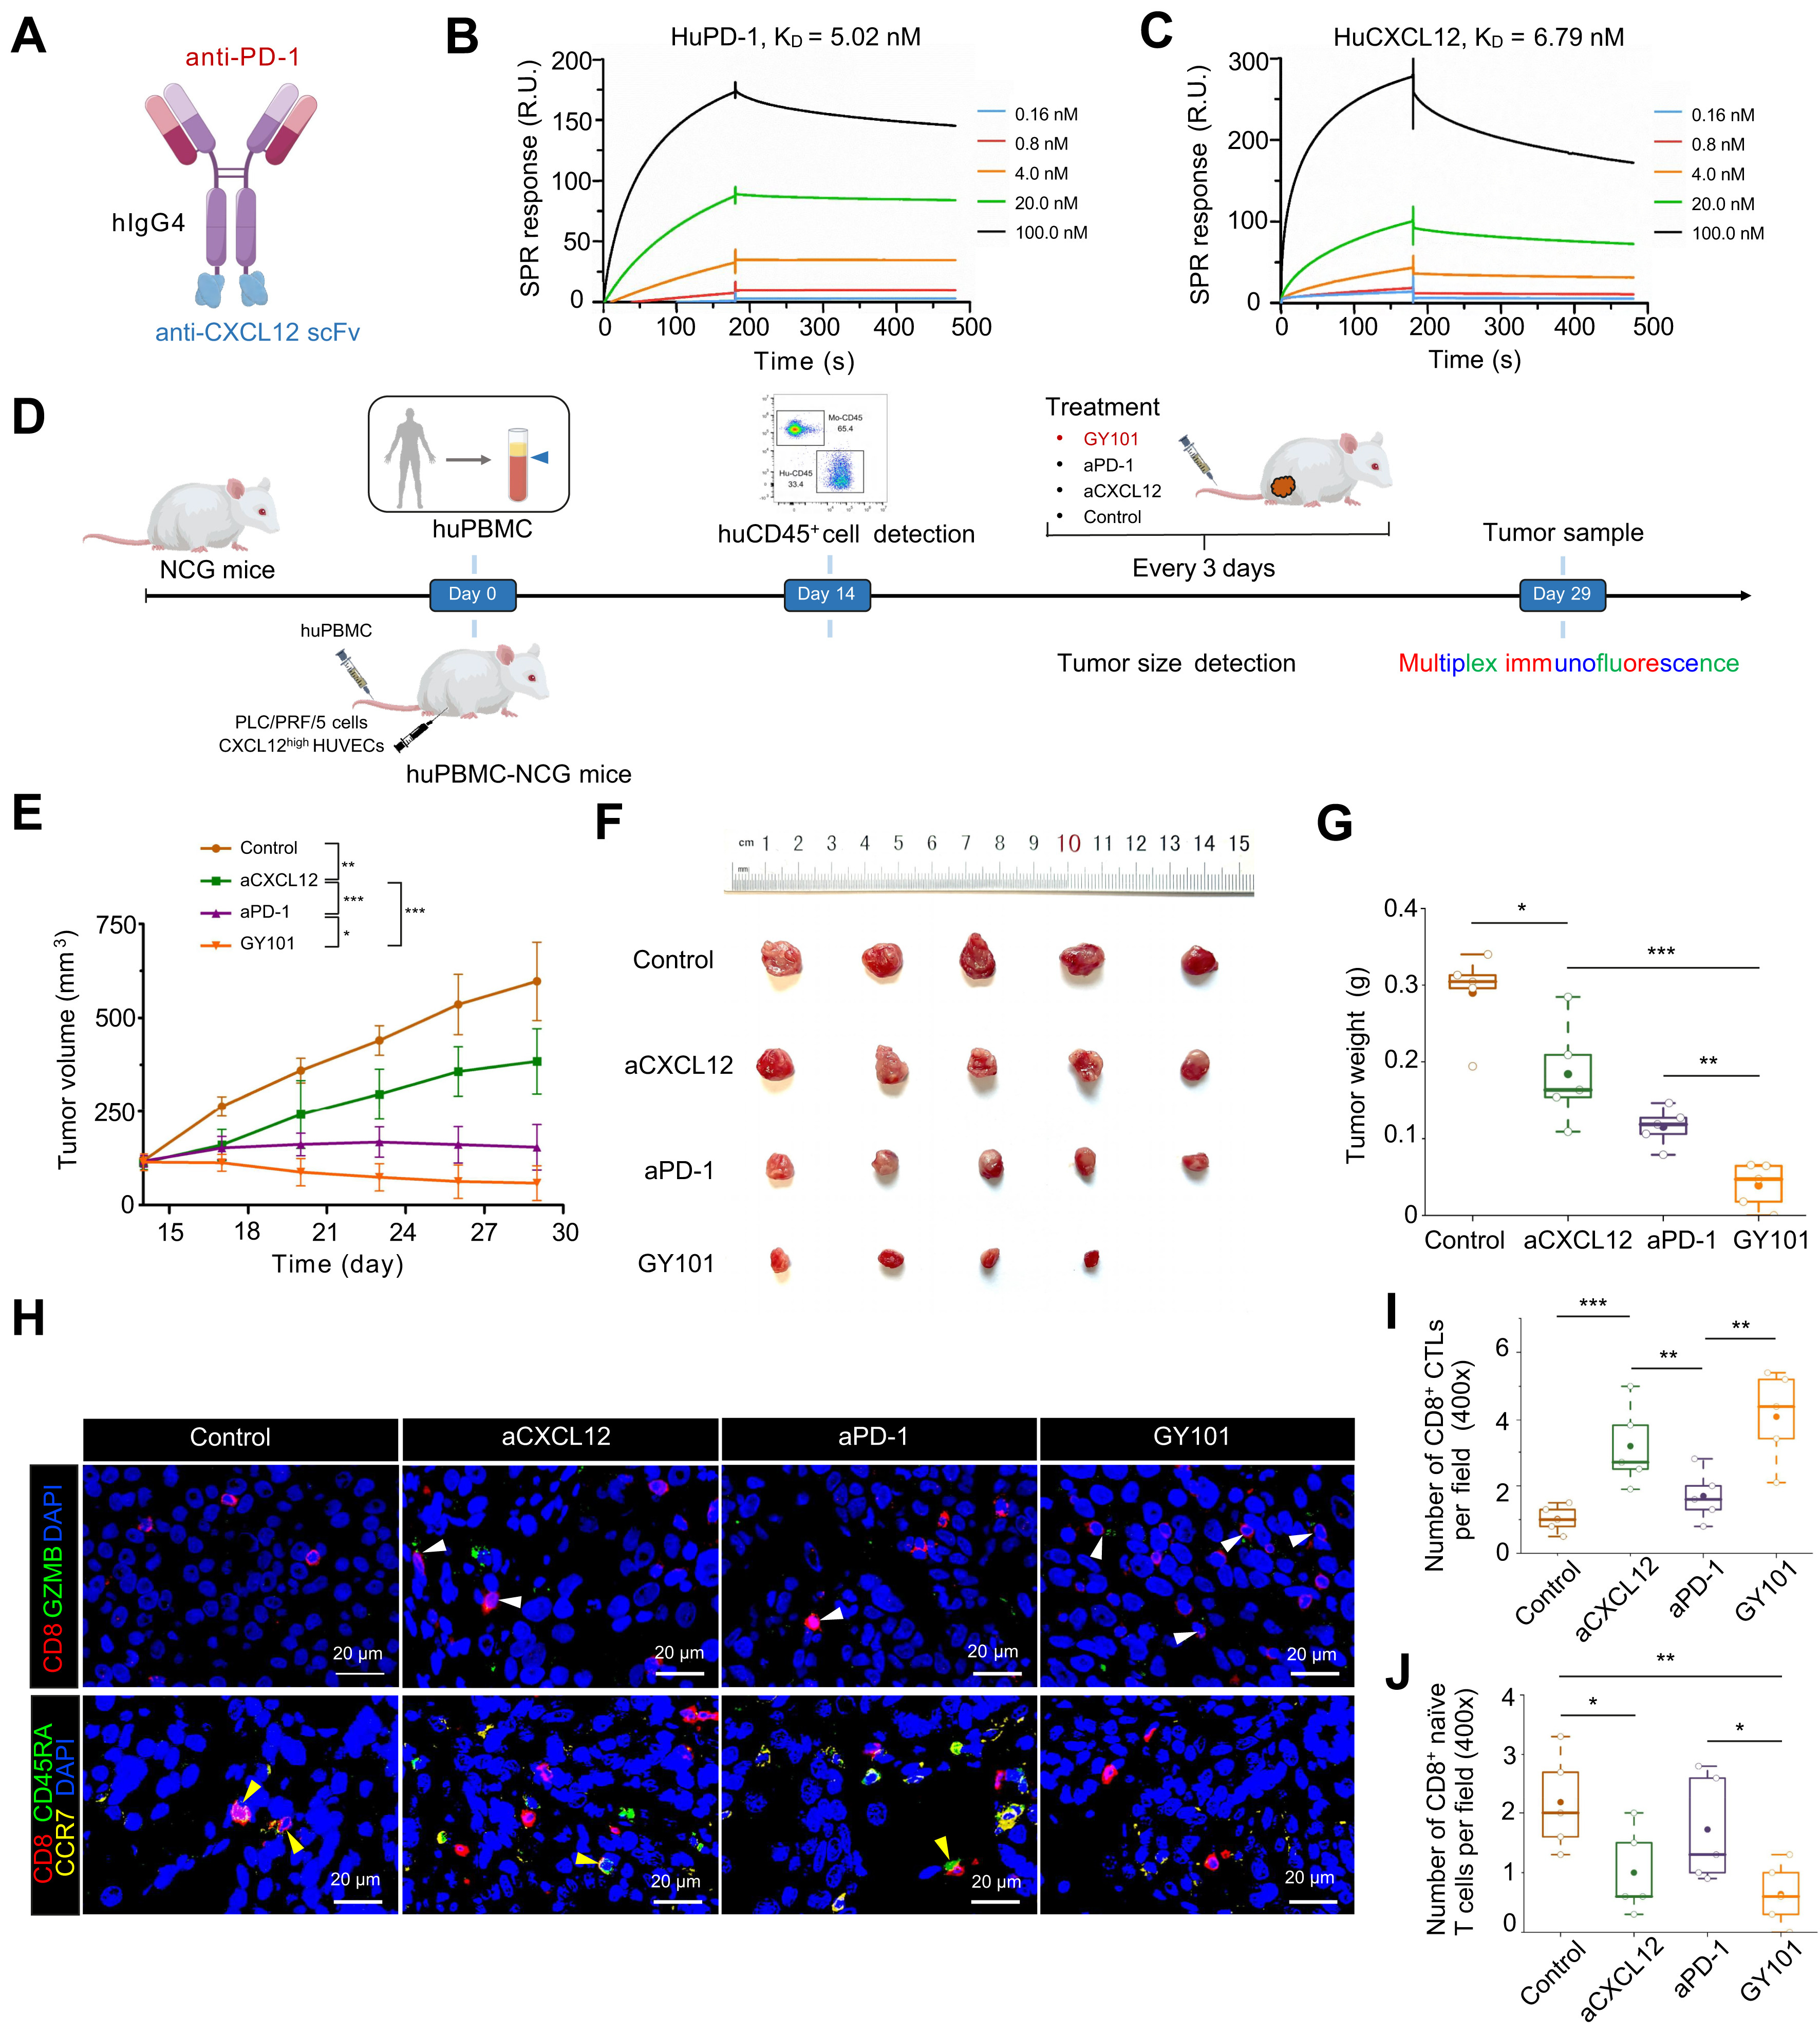 A
anti-PD-1
hIgG4
anti-CXCL12 scFv
B
HuPD-1, KD = 5.02 nM
SPR response (R.U.)
200
150
100
50
0
0 100 200 300 400 500
Time (s)
0.16 nM
0.8 nM
4.0 nM
20.0 nM
100.0 nM
C
HuCXCL12, KD = 6.79 nM
SPR response (R.U.)
300
200
100
0
0 100 200 300 400 500
Time (s)
0.16 nM
0.8 nM
4.0 nM
20.0 nM
100.0 nM
D
NCG mice
huPBMC
Mo-CD45
65.4
Hu-CD45
33.4
huCD45+cell detection
Treatment
• GY101
• aPD-1
• aCXCL12
• Control
Every 3 days
Tumor sample
Day 0
Day 14
Day 29
huPBMC
PLC/PRF/5 cells
CXCL12high HUVECs
huPBMC-NCG mice
Tumor size detection
Multiplex immunofluorescence
E
Control
aCXCL12
aPD-1
GY101
**
***
*
***
Tumor volume (mm3)
750
500
250
0
15 18 21 24 27 30
Time (day)
F
cm 1 2 3 4 5 6 7 8 9 10 11 12 13 14 15
mm
Control
aCXCL12
aPD-1
GY101
G
Tumor weight (g)
0.4
0.3
0.2
0.1
0
*
***
**
Control aCXCL12 aPD-1 GY101
H
Control aCXCL12 aPD-1 GY101
CD8 GZMB DAPI
20 µm 20 µm 20 µm 20 µm
CD8 CD45RA
CCR7 DAPI
20 µm 20 µm 20 µm 20 µm
I
Number of CD8+ CTLs
per field (400x)
6
4
2
0
***
**
**
Control aCXCL12 aPD-1 GY101
J
Number of CD8+ naïve
T cells per field (400x)
4
3
2
1
0
**
*
*
Control aCXCL12 aPD-1 GY101